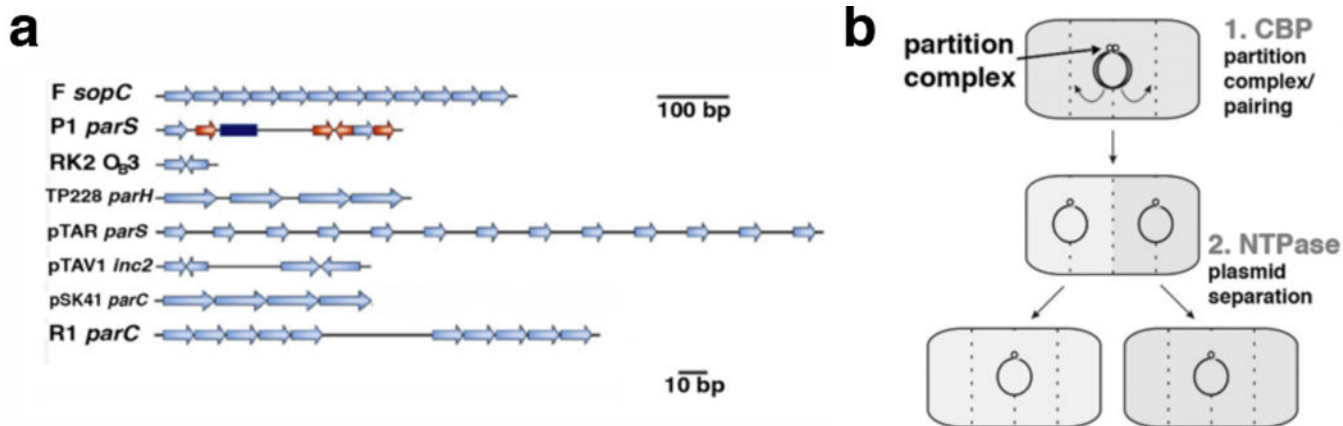 a
F sopC
100 bp
P1 parS
RK2 OB3
TP228 parH
pTAR parS
pTAV1 inc2
pSK41 parC
R1 parC
10 bp
b
partition
complex
1. CBP
partition
complex/
pairing
2. NTPase
plasmid
separation